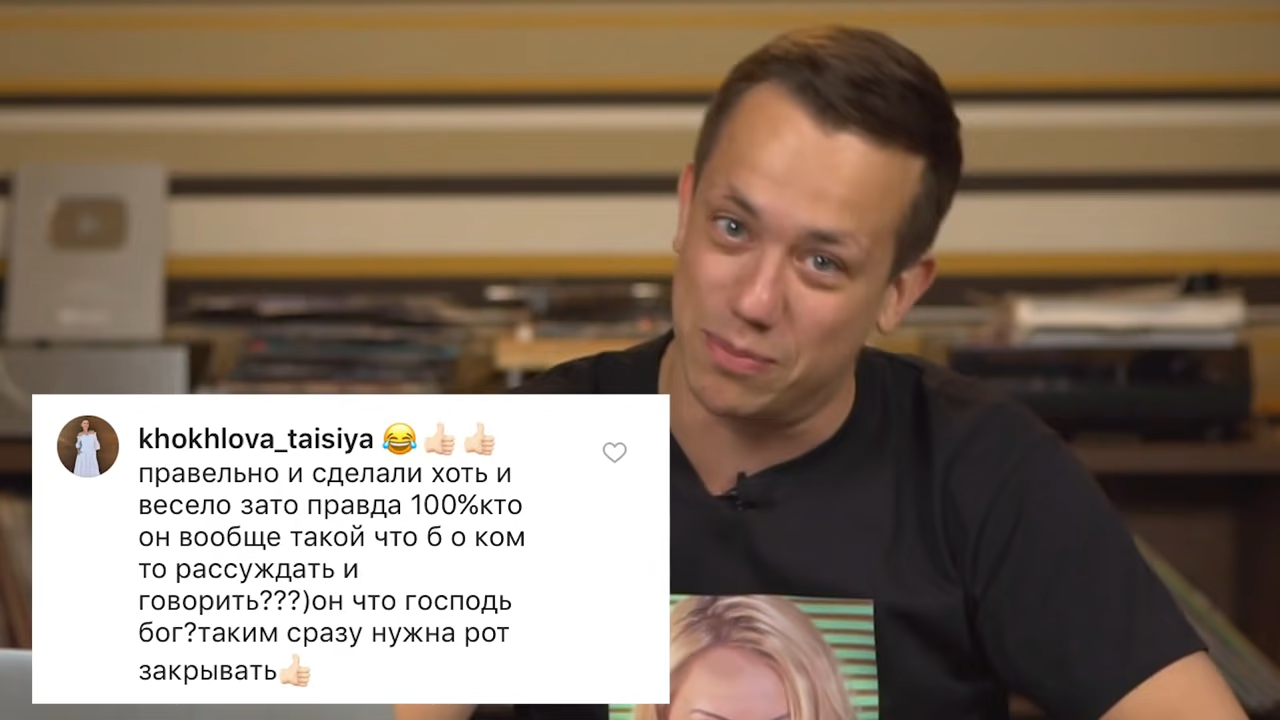 khokhlova_taisiya 😂👍🏻👍🏻
правельно и сделали хоть и
весело зато правда 100%кто
он вообще такой что б о ком
то рассуждать и
говорить???)он что господь
бог?таким сразу нужна рот
закрывать👍🏻